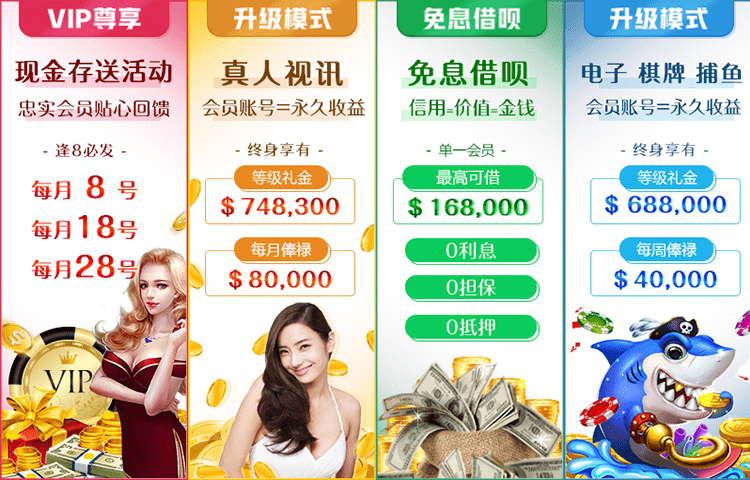 VIP尊享
现金存送活动
忠实会员贴心回馈
- 逢8必发 -
每月 8 号
每月18号
每月28号
VIP
升级模式
真人视讯
会员账号=永久收益
- 终身享有 -
等级礼金
$ 748,300
每月俸禄
$ 80,000
免息借呗
免息借呗
信用=价值=金钱
- 单一会员 -
最高可借
$ 168,000
0利息
0担保
0抵押
升级模式
电子 棋牌 捕鱼
会员账号=永久收益
- 终身享有 -
等级礼金
$ 688,000
每周俸禄
$ 40,000